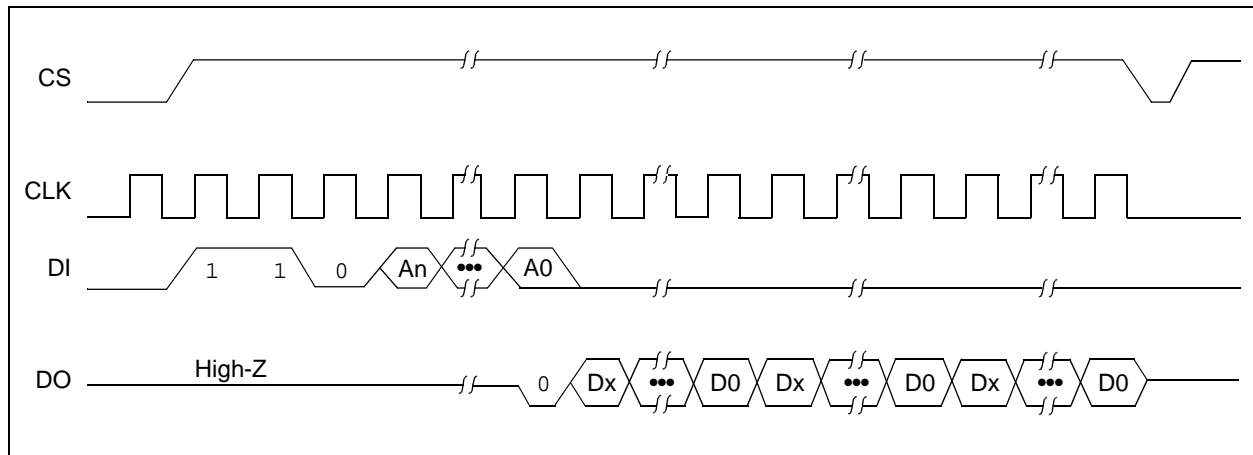 CS
CLK
DI 1 1 0 An ••• A0
High-Z
DO 0 Dx ••• D0 Dx ••• D0 Dx ••• D0